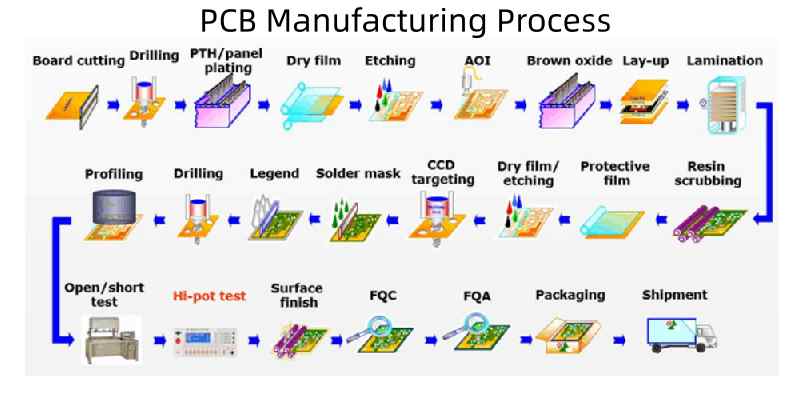 PCB Manufacturing Process
Board cutting
Drilling
PTH/panel
plating
Dry film
Etching
AOI
Brown oxide
Lay-up
Lamination
Profiling
Drilling
Legend
Solder mask
CCD
targeting
Dry film/
etching
Protective
film
Resin
scrubbing
Open/short
test
Hi-pot test
Surface
finish
FQC
FQA
Packaging
Shipment